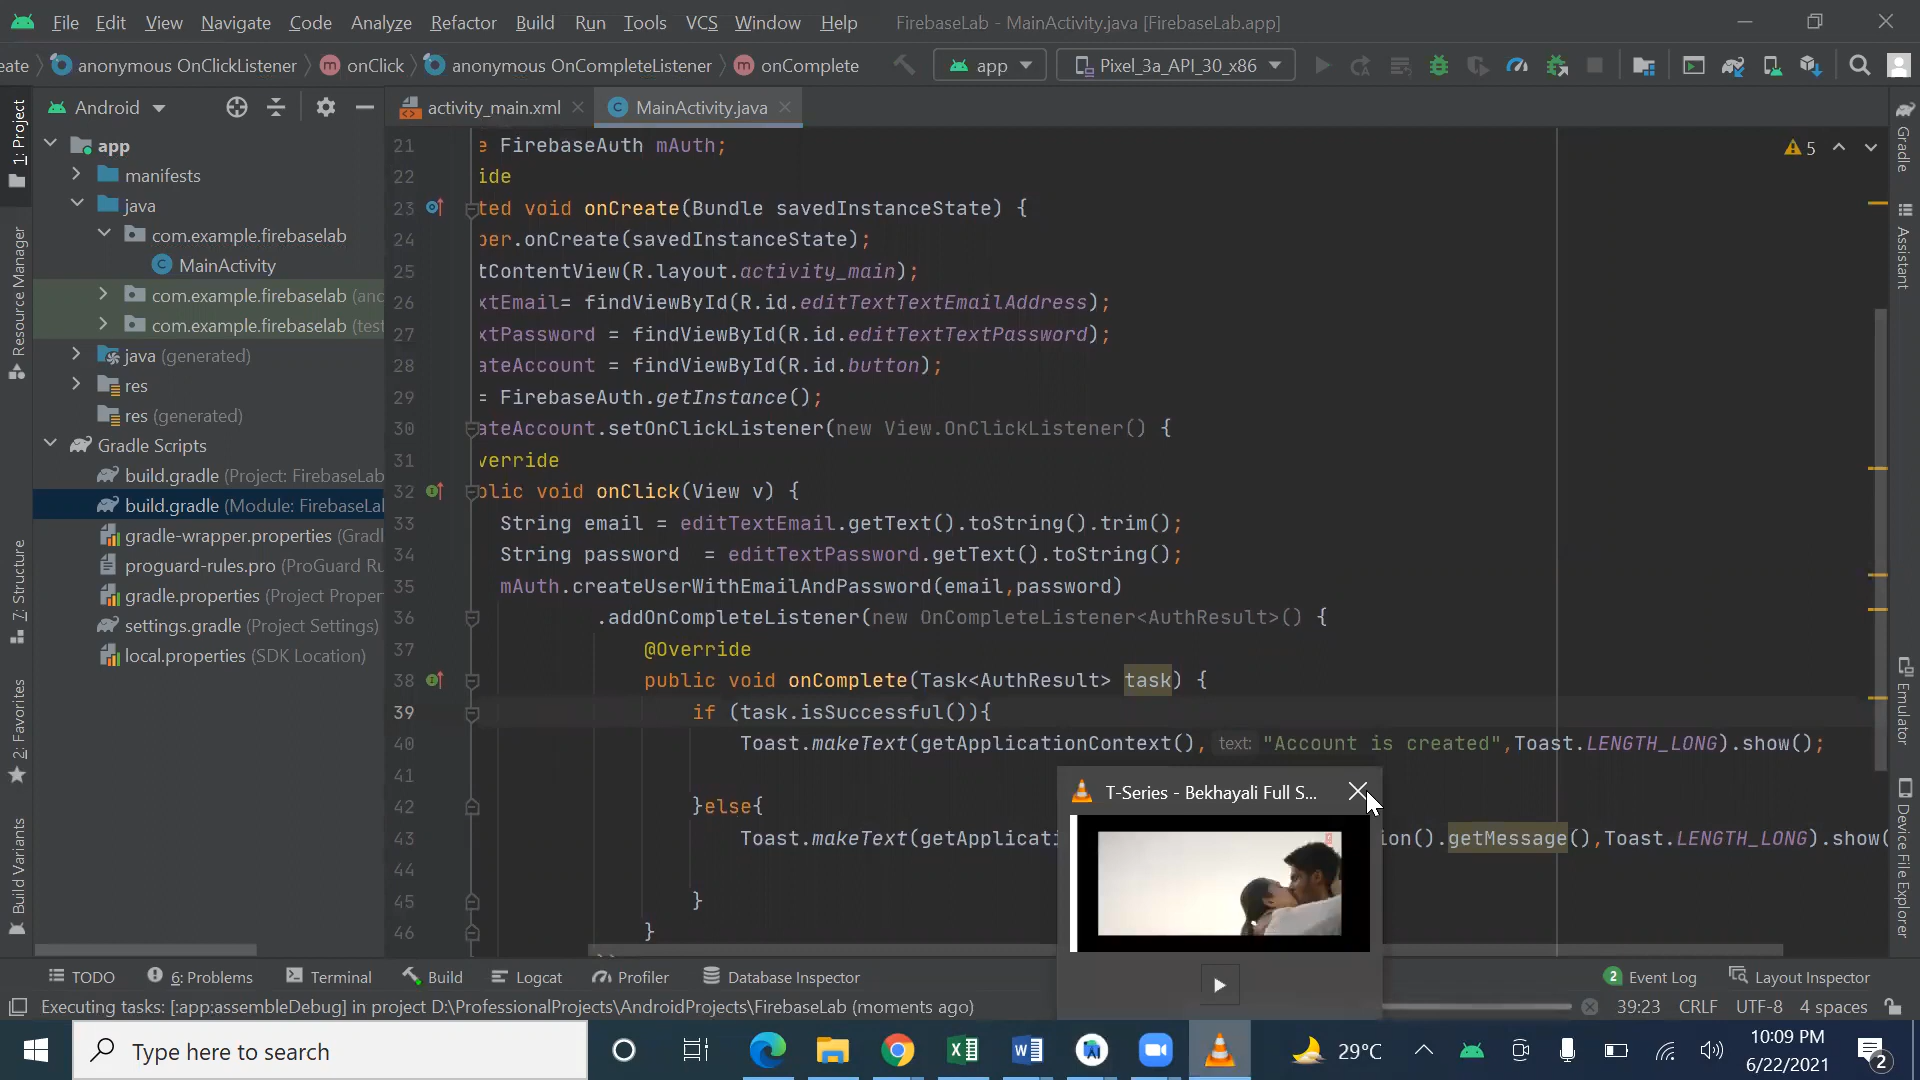 File Edit View Navigate Code Analyze Refactor Build Run Tools VCS Window Help FirebaseLab - MainActivity.java [FirebaseLab.app]
eate anonymous OnClickListener onClick anonymous OnCompleteListener onComplete app Pixel_3a_API_30_x86
Android
activity_main.xml MainActivity.java
1: Project
Resource Manager
7: Structure
2: Favorites
Build Variants
app
manifests
java
com.example.firebaselab
MainActivity
com.example.firebaselab (and
com.example.firebaselab (test
java (generated)
res
res (generated)
Gradle Scripts
build.gradle (Project: FirebaseLab
build.gradle (Module: FirebaseLab
gradle-wrapper.properties (Gradl
proguard-rules.pro (ProGuard Ru
gradle.properties (Project Proper
settings.gradle (Project Settings)
local.properties (SDK Location)
21 e FirebaseAuth mAuth;
22 ide
23 ted void onCreate(Bundle savedInstanceState) {
24 per.onCreate(savedInstanceState);
25 tContentView(R.layout.activity_main);
26 xtEmail= findViewById(R.id.editTextTextEmailAddress);
27 xtPassword = findViewById(R.id.editTextTextPassword);
28 ateAccount = findViewById(R.id.button);
29 = FirebaseAuth.getInstance();
30 ateAccount.setOnClickListener(new View.OnClickListener() {
31 verride
32 blic void onClick(View v) {
33 String email = editTextEmail.getText().toString().trim();
34 String password  = editTextPassword.getText().toString();
35 mAuth.createUserWithEmailAndPassword(email,password)
36 .addOnCompleteListener(new OnCompleteListener<AuthResult>() {
37 @Override
38 public void onComplete(Task<AuthResult> task) {
39 if (task.isSuccessful()){
40 Toast.makeText(getApplicationContext(), text: "Account is created",Toast.LENGTH_LONG).show();
41
42 }else{
43 Toast.makeText(getApplicati ion().getMessage(),Toast.LENGTH_LONG).show(
44
45 }
46 }
5
Gradle
Assistant
Emulator
Device File Explorer
T-Series - Bekhayali Full S...
TODO 6: Problems Terminal Build Logcat Profiler Database Inspector 2 Event Log Layout Inspector
Executing tasks: [:app:assembleDebug] in project D:\ProfessionalProjects\AndroidProjects\FirebaseLab (moments ago) 39:23 CRLF UTF-8 4 spaces
Type here to search
29°C
10:09 PM
6/22/2021
2